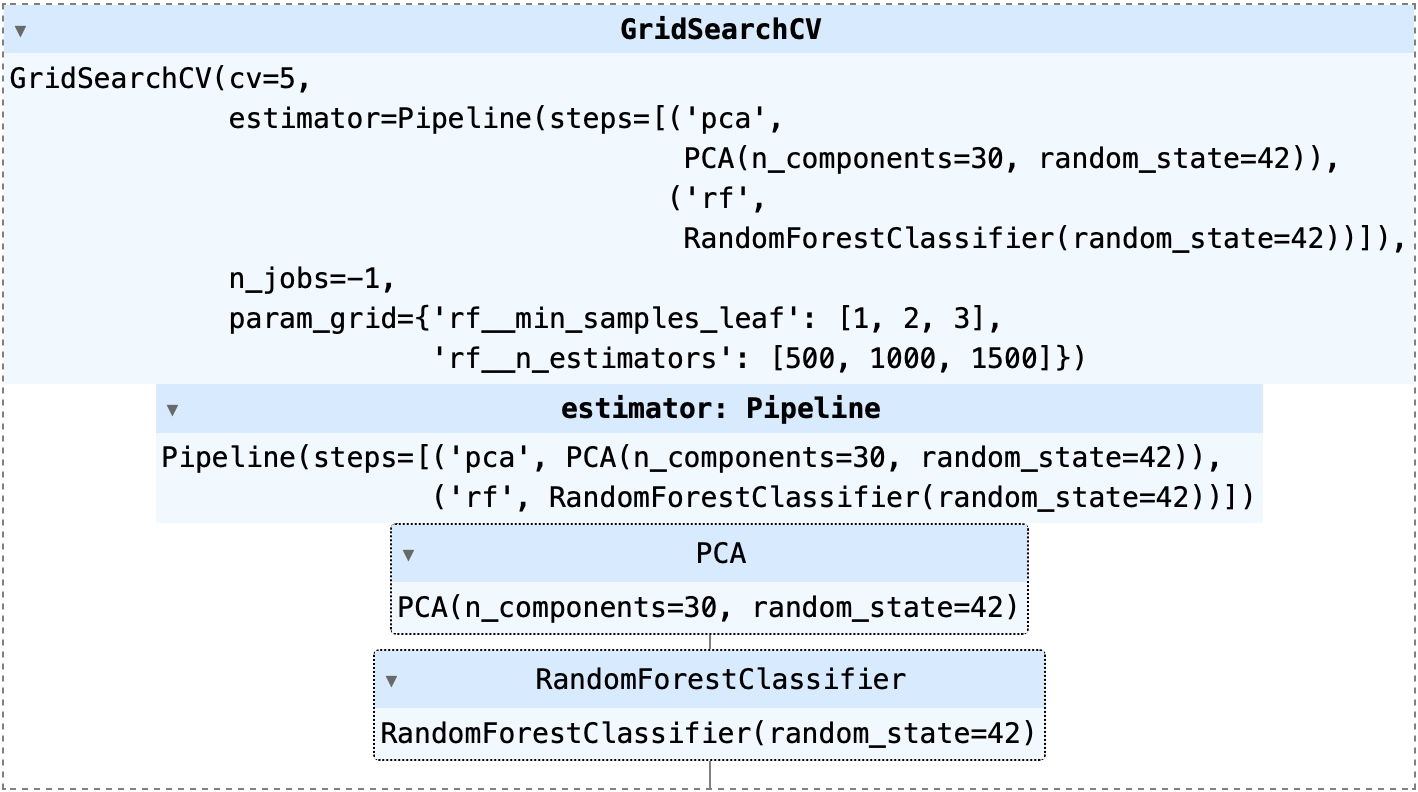 GridSearchCV
GridSearchCV(cv=5,
             estimator=Pipeline(steps=[('pca',
                                        PCA(n_components=30, random_state=42)),
                                       ('rf',
                                        RandomForestClassifier(random_state=42))]),
             n_jobs=-1,
             param_grid={'rf__min_samples_leaf': [1, 2, 3],
                         'rf__n_estimators': [500, 1000, 1500]})
estimator: Pipeline
Pipeline(steps=[('pca', PCA(n_components=30, random_state=42)),
                ('rf', RandomForestClassifier(random_state=42))])
PCA
PCA(n_components=30, random_state=42)
RandomForestClassifier
RandomForestClassifier(random_state=42)